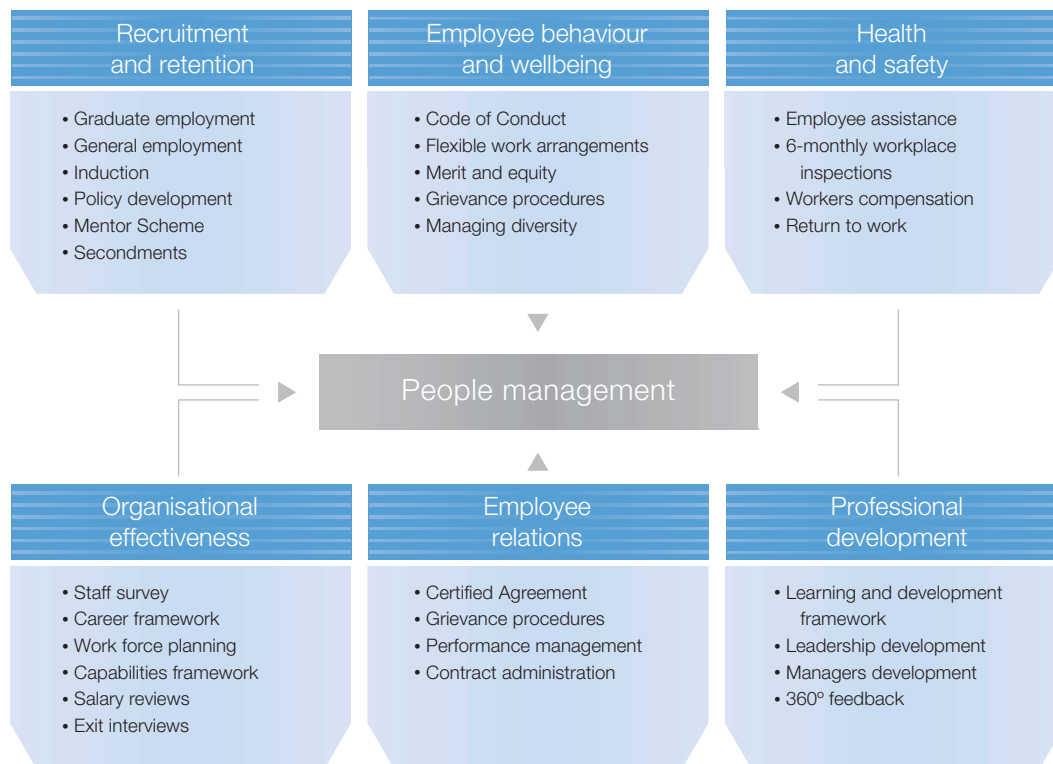 Recruitment
and retention
• Graduate employment
• General employment
• Induction
• Policy development
• Mentor Scheme
• Secondments
Employee behaviour
and wellbeing
• Code of Conduct
• Flexible work arrangements
• Merit and equity
• Grievance procedures
• Managing diversity
Health
and safety
• Employee assistance
• 6-monthly workplace
inspections
• Workers compensation
• Return to work
People management
Organisational
effectiveness
• Staff survey
• Career framework
• Work force planning
• Capabilities framework
• Salary reviews
• Exit interviews
Employee
relations
• Certified Agreement
• Grievance procedures
• Performance management
• Contract administration
Professional
development
• Learning and development
framework
• Leadership development
• Managers development
• 360º feedback